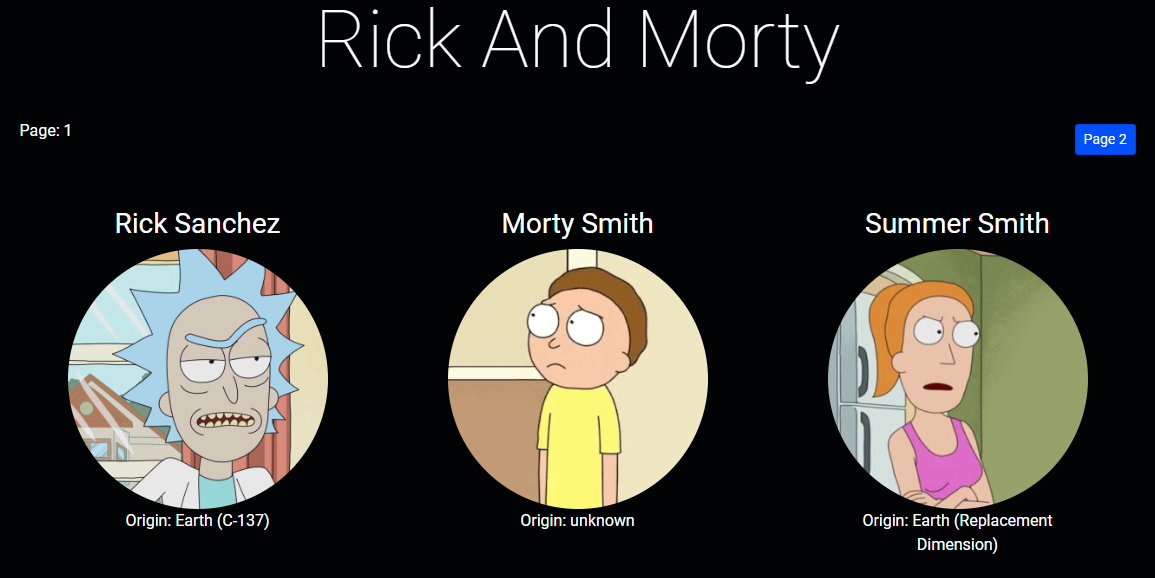 Rick And Morty
Page: 1
Page 2
Rick Sanchez
Morty Smith
Summer Smith
Origin: Earth (C-137)
Origin: unknown
Origin: Earth (Replacement
Dimension)